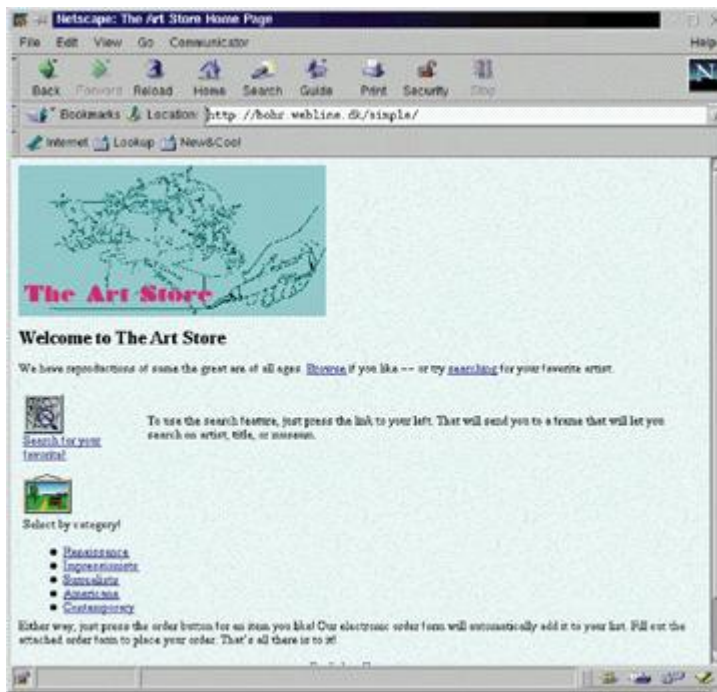 Netscape: The Art Store Home Page
File Edit View Go Communicator Help
Back Forward Reload Home Search Guide Print Security Stop
Bookmarks Location: http://bohr.webline.dk/simple/
Internet Lookup New&Cool
The Art Store
Welcome to The Art Store
We have reproductions of some the great are of all ages. Browse if you like -- or try searching for your favorite artist.
To use the search feature, just press the link to your left. That will send you to a frame that will let you
search on artist, title, or museum.
Search for your
favorite!
Select by category!
Renaissance
Impressionists
Surrealists
Americana
Contemporary
Either way, just press the order button for an item you like! Our electronic order form will automatically add it to your list. Fill out the
attached order form to place your order. That's all there is to it!